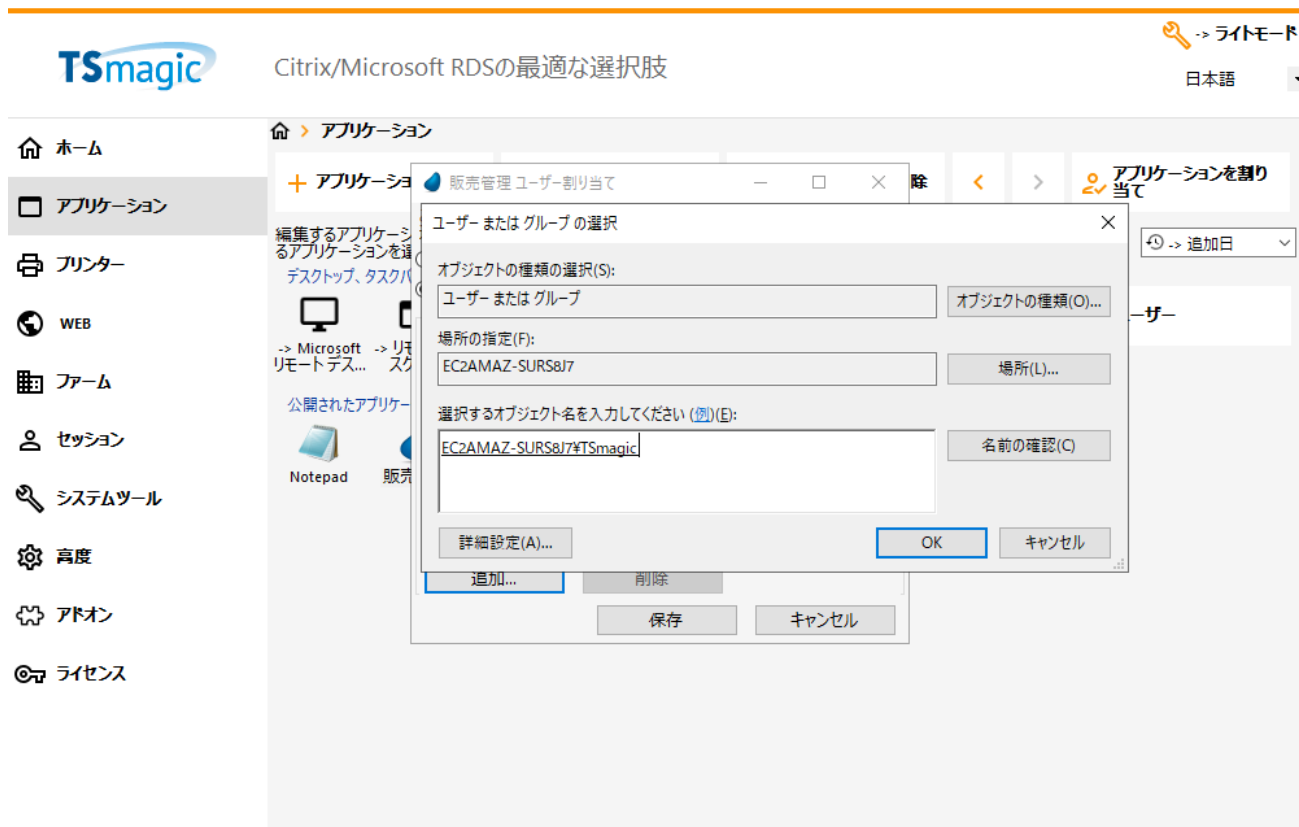 -> ライトモード
TSmagic
Citrix/Microsoft RDSの最適な選択肢
日本語
ホーム
アプリケーション
プリンター
WEB
ファーム
セッション
システムツール
高度
アドオン
ライセンス
アプリケーション
アプリケーショ
除
アプリケーションを割り
当て
編集するアプリケーシ
るアプリケーションを選
-> 追加日
デスクトップ、タスクバ
ーザー
-> Microsoft
リモート デス...
-> リモ
スク
公開されたアプリケー
Notepad
販売
販売管理 ユーザー割り当て
ユーザー または グループ の選択
オブジェクトの種類の選択(S):
ユーザー または グループ
オブジェクトの種類(O)...
場所の指定(F):
EC2AMAZ-SURS8J7
場所(L)...
選択するオブジェクト名を入力してください (例)(E):
EC2AMAZ-SURS8J7¥TSmagic
名前の確認(C)
詳細設定(A)...
OK
キャンセル
追加...
削除
保存
キャンセル